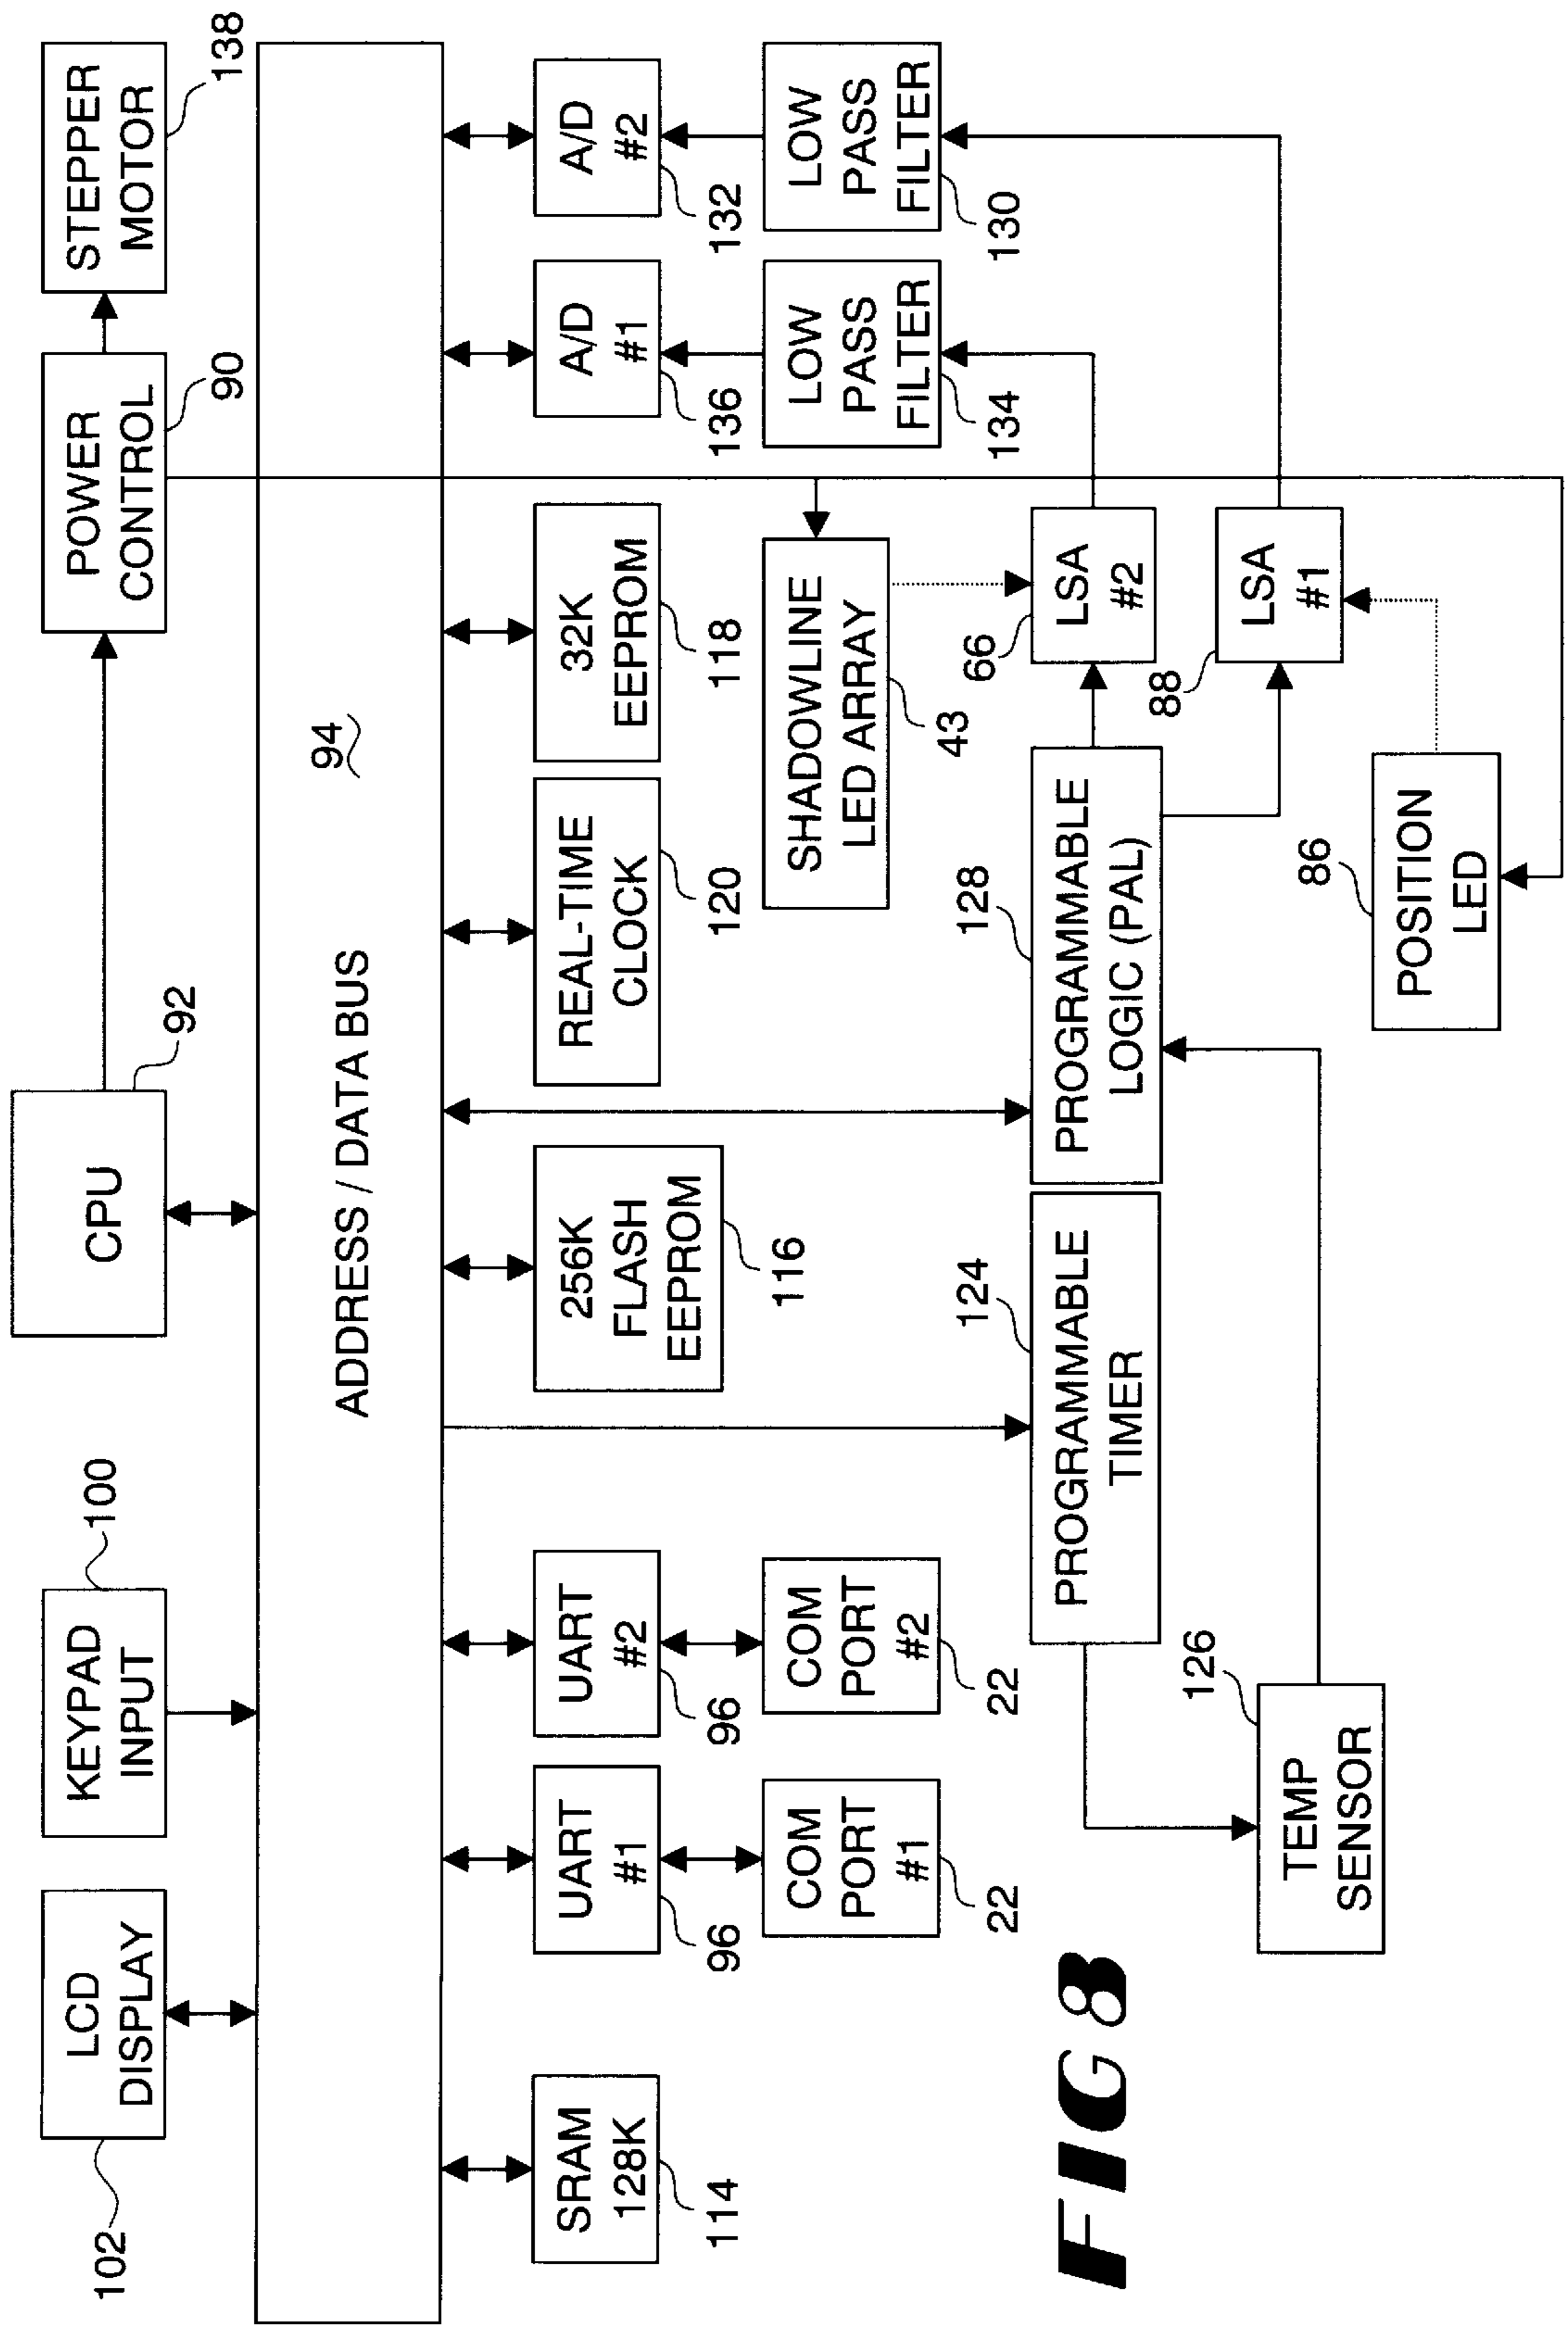 102
LCD
DISPLAY
KEYPAD
INPUT
100
CPU
92
POWER
CONTROL
90
STEPPER
MOTOR
138
ADDRESS / DATA BUS
94
SRAM
128K
114
UART
#1
96
UART
#2
96
256K
FLASH
EEPROM
116
REAL-TIME
CLOCK
120
32K
EEPROM
118
A/D
#1
136
A/D
#2
132
COM
PORT
#1
22
COM
PORT
#2
22
SHADOWLINE
LED ARRAY
43
LOW
PASS
FILTER
134
LOW
PASS
FILTER
130
124
PROGRAMMABLE
TIMER
128
PROGRAMMABLE
LOGIC (PAL)
66
LSA
#2
88
LSA
#1
126
TEMP
SENSOR
86
POSITION
LED
FIG 8